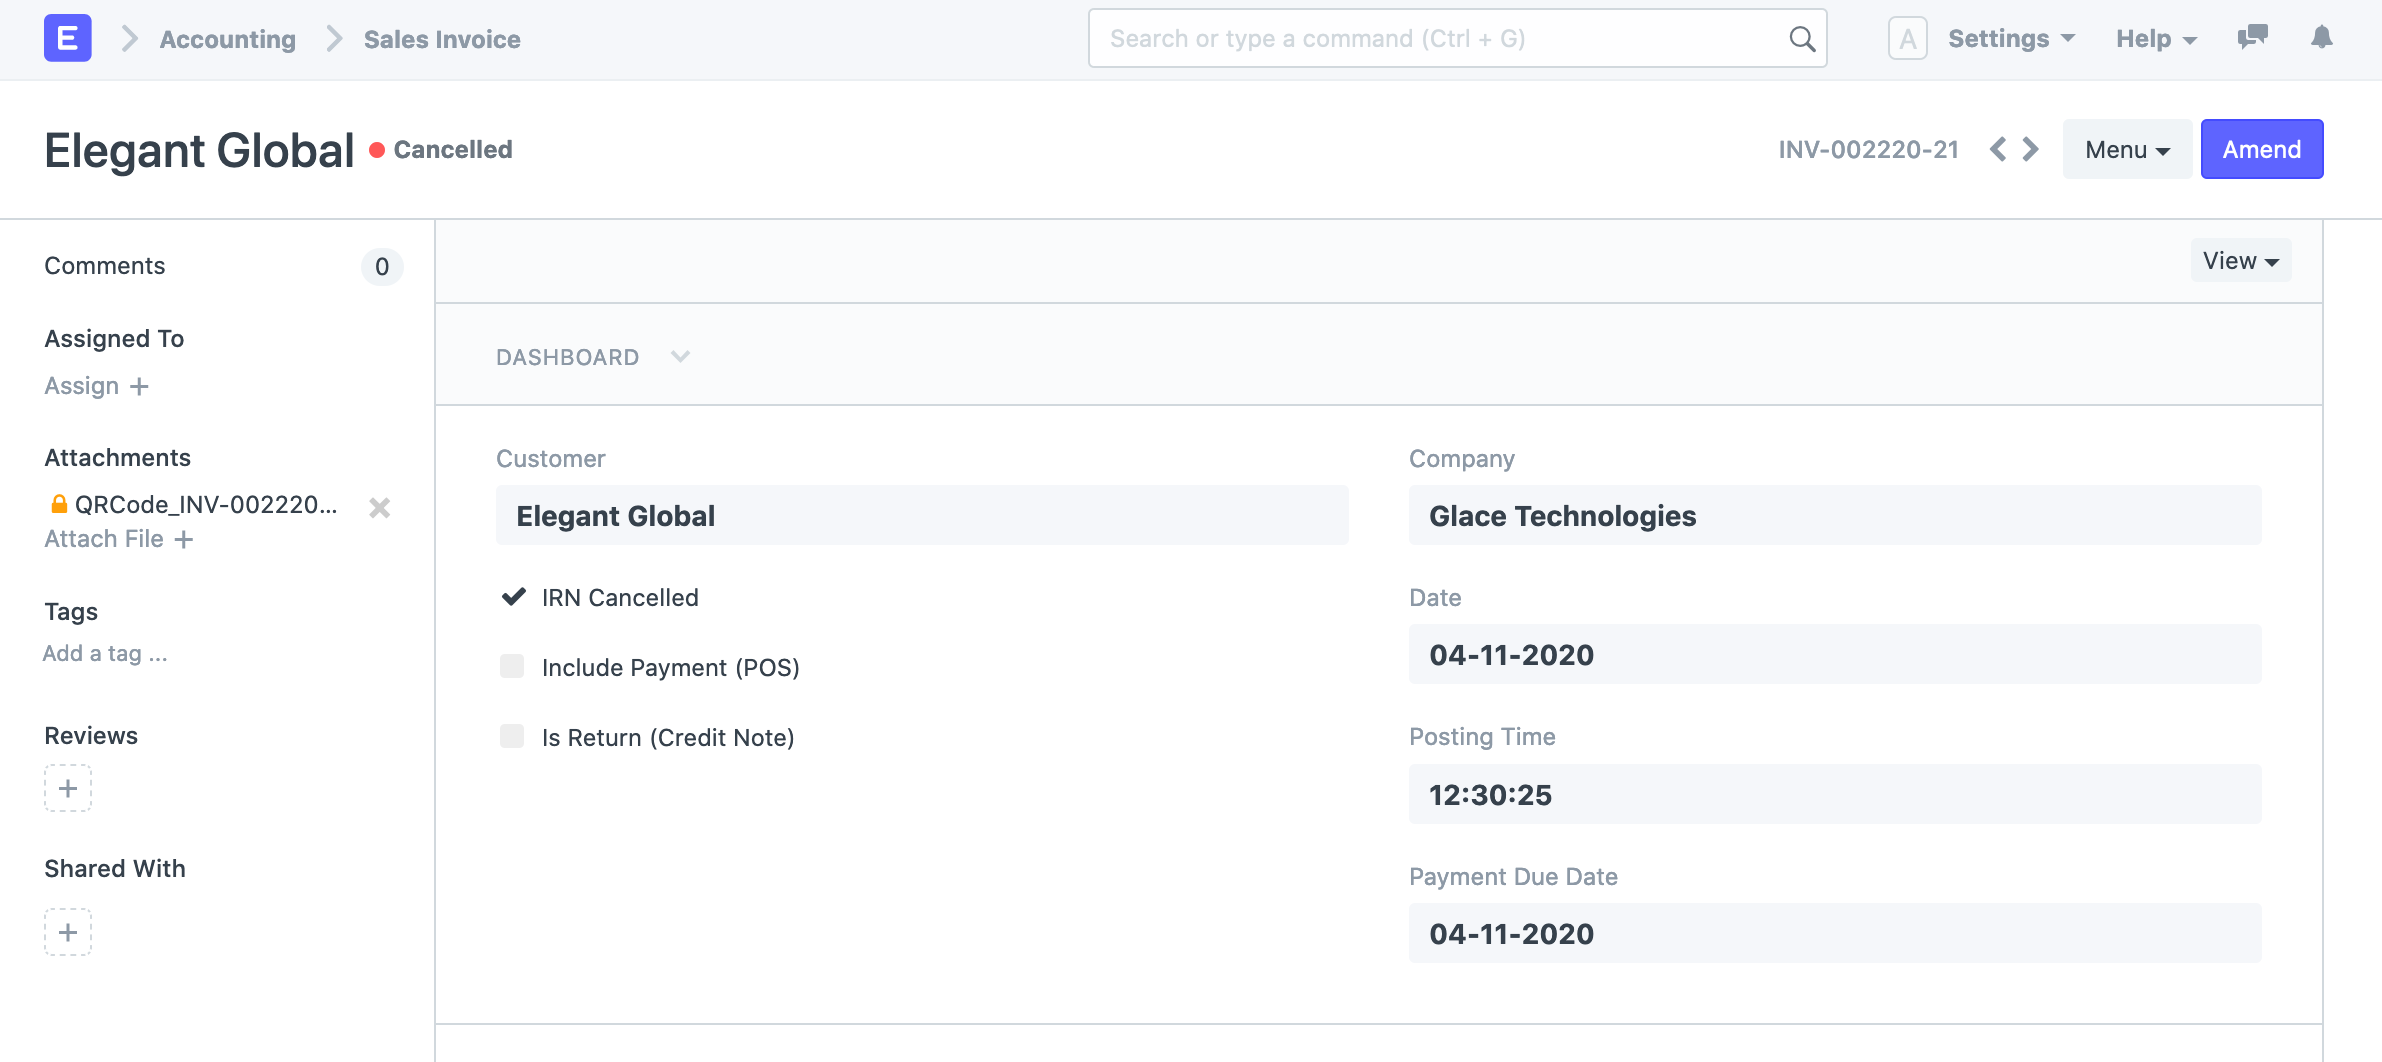 E Accounting Sales Invoice Search or type a command (Ctrl + G) A Settings Help
Elegant Global Cancelled INV-002220-21 Menu Amend
Comments 0
Assigned To
Assign +
Attachments
QRCode_INV-002220...
Attach File +
Tags
Add a tag ...
Reviews
+
Shared With
+
View
DASHBOARD
Customer
Elegant Global
IRN Cancelled
Include Payment (POS)
Is Return (Credit Note)
Company
Glace Technologies
Date
04-11-2020
Posting Time
12:30:25
Payment Due Date
04-11-2020